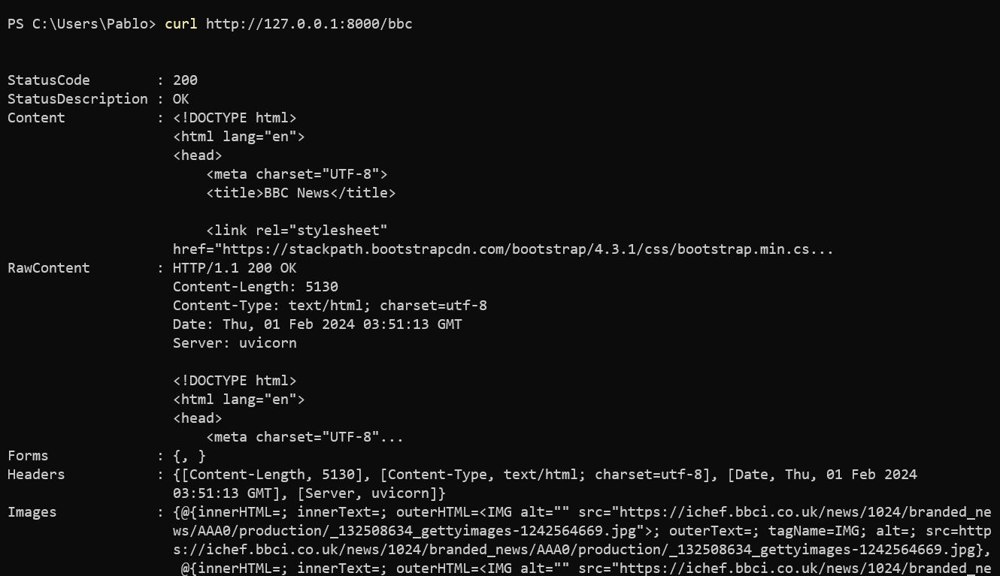 PS C:\Users\Pablo> curl http://127.0.0.1:8000/bbc
StatusCode        : 200
StatusDescription : OK
Content           : <!DOCTYPE html>
                    <html lang="en">
                    <head>
                        <meta charset="UTF-8">
                        <title>BBC News</title>

                        <link rel="stylesheet"
                    href="https://stackpath.bootstrapcdn.com/bootstrap/4.3.1/css/bootstrap.min.cs...
RawContent        : HTTP/1.1 200 OK
                    Content-Length: 5130
                    Content-Type: text/html; charset=utf-8
                    Date: Thu, 01 Feb 2024 03:51:13 GMT
                    Server: uvicorn

                    <!DOCTYPE html>
                    <html lang="en">
                    <head>
                        <meta charset="UTF-8"...
Forms             : {, }
Headers           : {[Content-Length, 5130], [Content-Type, text/html; charset=utf-8], [Date, Thu, 01 Feb 2024
                    03:51:13 GMT], [Server, uvicorn]}
Images            : {@{innerHTML=; innerText=; outerHTML=<IMG alt="" src="https://ichef.bbci.co.uk/news/1024/branded_ne
                    ws/AAA0/production/_132508634_gettyimages-1242564669.jpg">; outerText=; tagName=IMG; alt=; src=http
                    s://ichef.bbci.co.uk/news/1024/branded_news/AAA0/production/_132508634_gettyimages-1242564669.jpg},
                     @{innerHTML=; innerText=; outerHTML=<IMG alt="" src="https://ichef.bbci.co.uk/news/1024/branded_ne